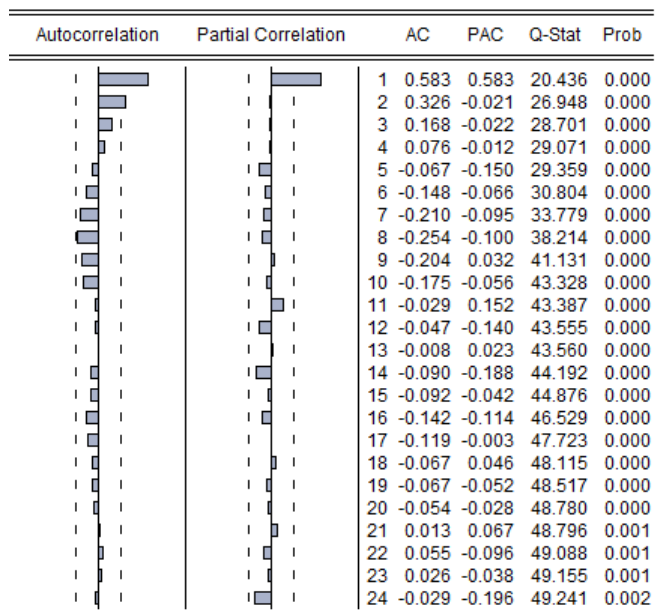 Autocorrelation Partial Correlation AC PAC Q-Stat Prob
1 0.583 0.583 20.436 0.000
2 0.326 -0.021 26.948 0.000
3 0.168 -0.022 28.701 0.000
4 0.076 -0.012 29.071 0.000
5 -0.067 -0.150 29.359 0.000
6 -0.148 -0.066 30.804 0.000
7 -0.210 -0.095 33.779 0.000
8 -0.254 -0.100 38.214 0.000
9 -0.204 0.032 41.131 0.000
10 -0.175 -0.056 43.328 0.000
11 -0.029 0.152 43.387 0.000
12 -0.047 -0.140 43.555 0.000
13 -0.008 0.023 43.560 0.000
14 -0.090 -0.188 44.192 0.000
15 -0.092 -0.042 44.876 0.000
16 -0.142 -0.114 46.529 0.000
17 -0.119 -0.003 47.723 0.000
18 -0.067 0.046 48.115 0.000
19 -0.067 -0.052 48.517 0.000
20 -0.054 -0.028 48.780 0.000
21 0.013 0.067 48.796 0.001
22 0.055 -0.096 49.088 0.001
23 0.026 -0.038 49.155 0.001
24 -0.029 -0.196 49.241 0.002